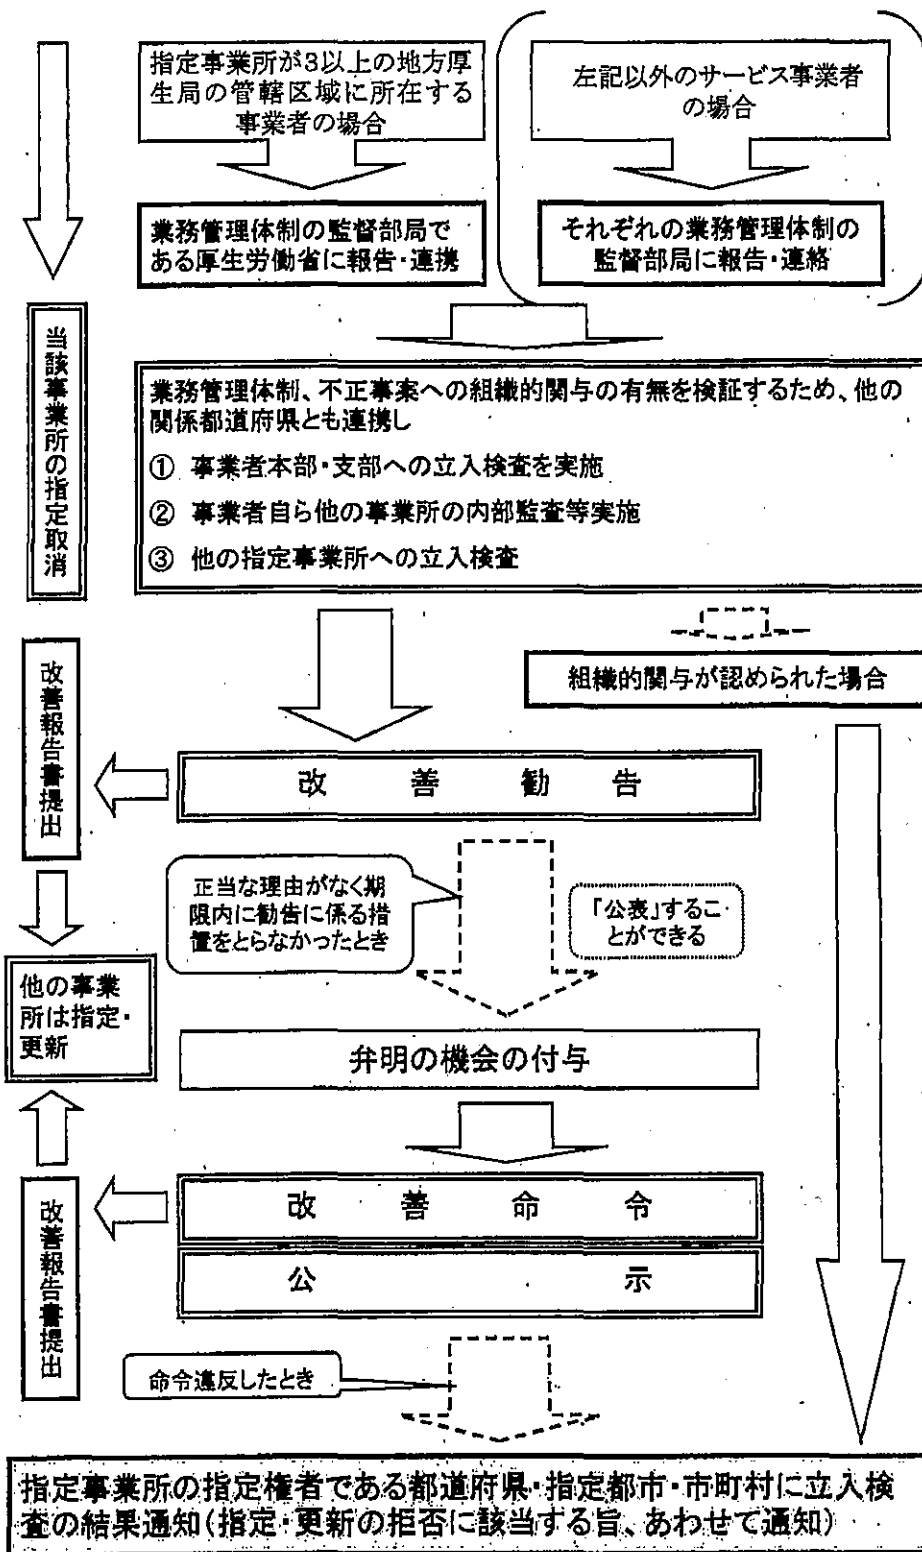 指定事業所が3以上の地方厚
生局の管轄区域に所在する
事業者の場合
左記以外のサービス事業者
の場合
業務管理体制の監督部局で
ある厚生労働省に報告・連携
それぞれの業務管理体制の
監督部局に報告・連絡
当該事業所の指定取消
業務管理体制、不正事案への組織的関与の有無を検証するため、他の
関係都道府県とも連携し
① 事業者本部・支部への立入検査を実施
② 事業者自ら他の事業所の内部監査等実施
③ 他の指定事業所への立入検査
組織的関与が認められた場合
改善報告書提出
改 善 勧 告
正当な理由がなく期
限内に勧告に係る措
置をとらなかったとき
「公表」するこ
とができる
他の事業
所は指定・
更新
弁明の機会の付与
改 善 命 令
公 示
改善報告書提出
命令違反したとき
指定事業所の指定権者である都道府県・指定都市・市町村に立入検
査の結果通知(指定・更新の拒否に該当する旨、あわせて通知)